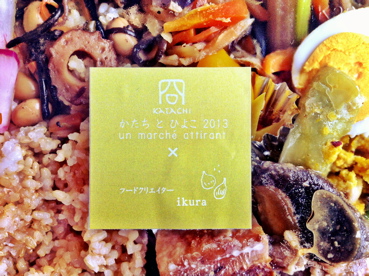 KATACHI
かたち と ひよこ 2013
un marché attirant
×
フードクリエイター
ikura